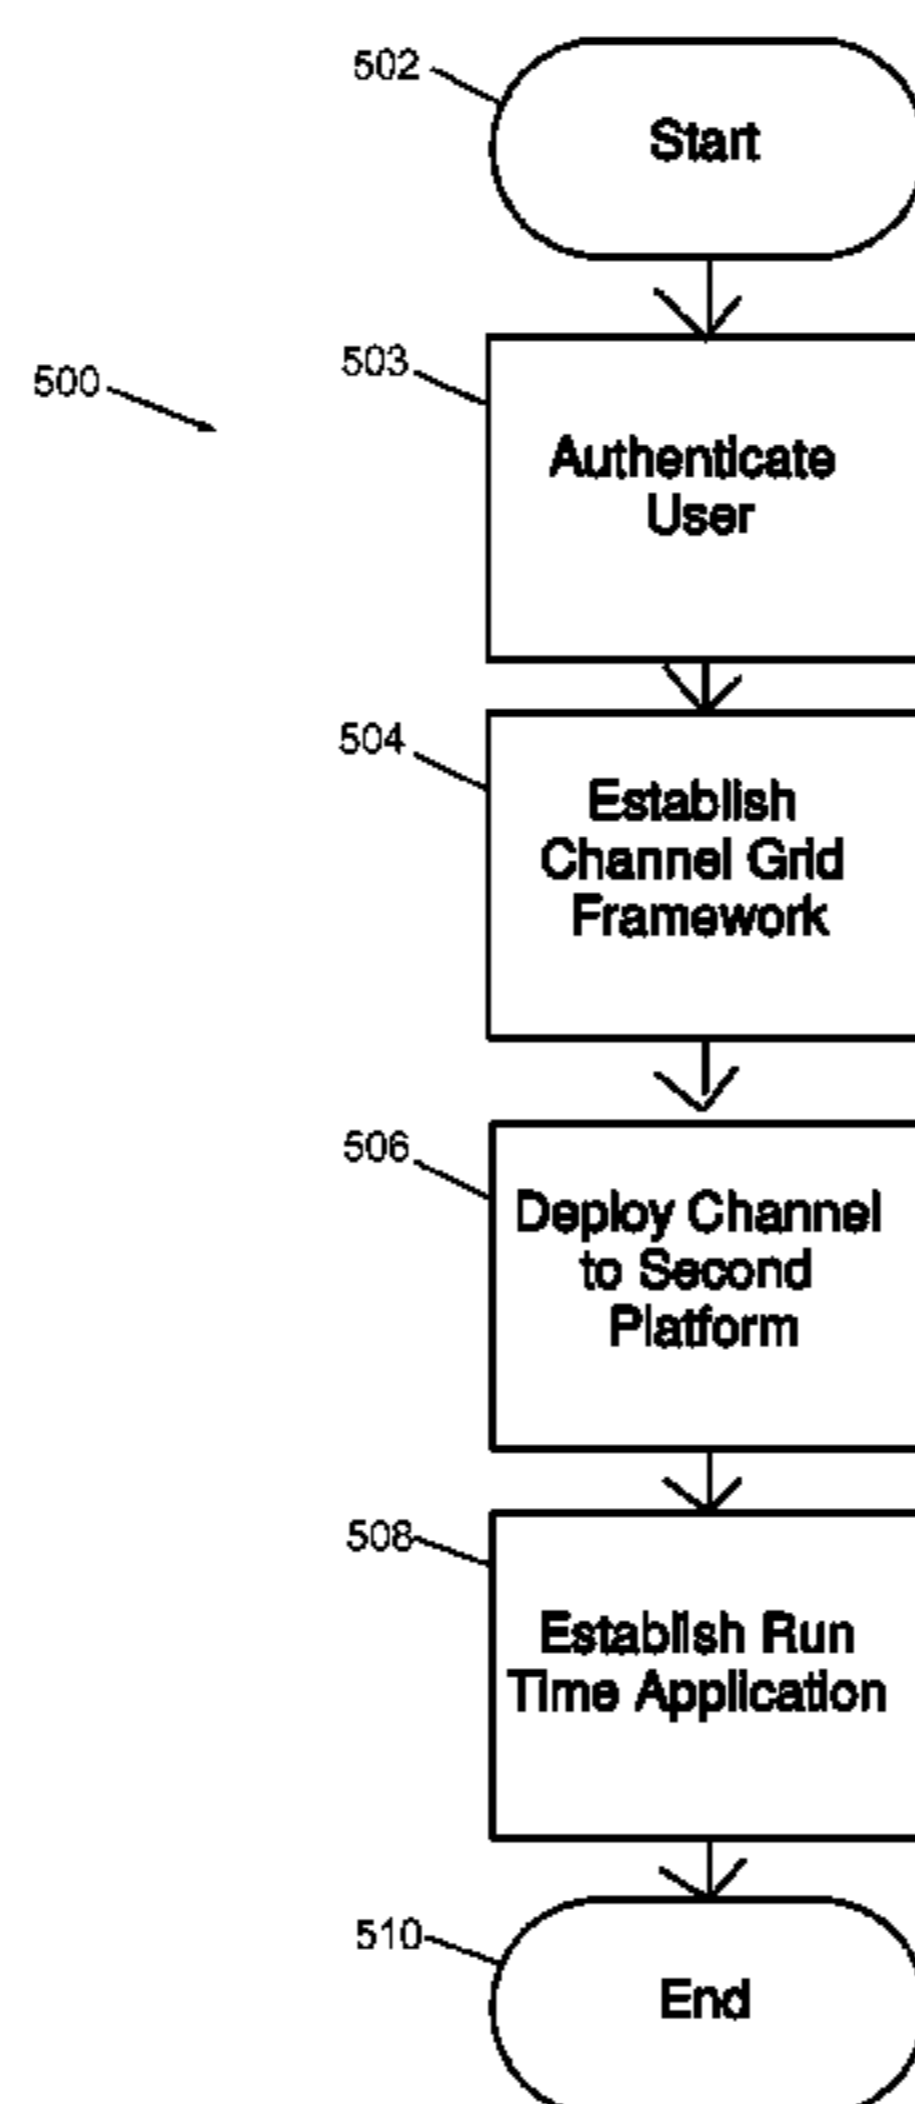 502
Start
503
500
Authenticate
User
504
Establish
Channel Grid
Framework
506
Deploy Channel
to Second
Platform
508
Establish Run
Time Application
510
End